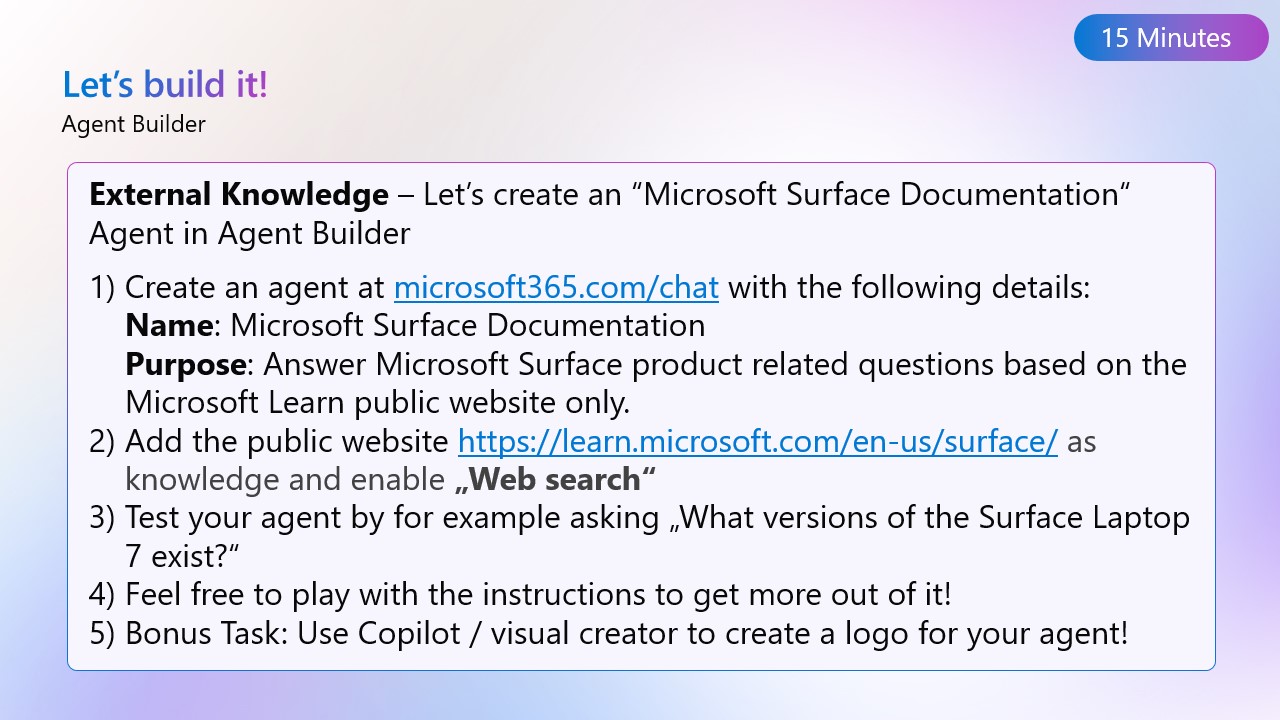 15 Minutes
Let’s build it!
Agent Builder
External Knowledge – Let’s create an “Microsoft Surface Documentation“
Agent in Agent Builder
1) Create an agent at microsoft365.com/chat with the following details:
Name: Microsoft Surface Documentation
Purpose: Answer Microsoft Surface product related questions based on the
Microsoft Learn public website only.
2) Add the public website https://learn.microsoft.com/en-us/surface/ as
knowledge and enable „Web search“
3) Test your agent by for example asking „What versions of the Surface Laptop
7 exist?“
4) Feel free to play with the instructions to get more out of it!
5) Bonus Task: Use Copilot / visual creator to create a logo for your agent!